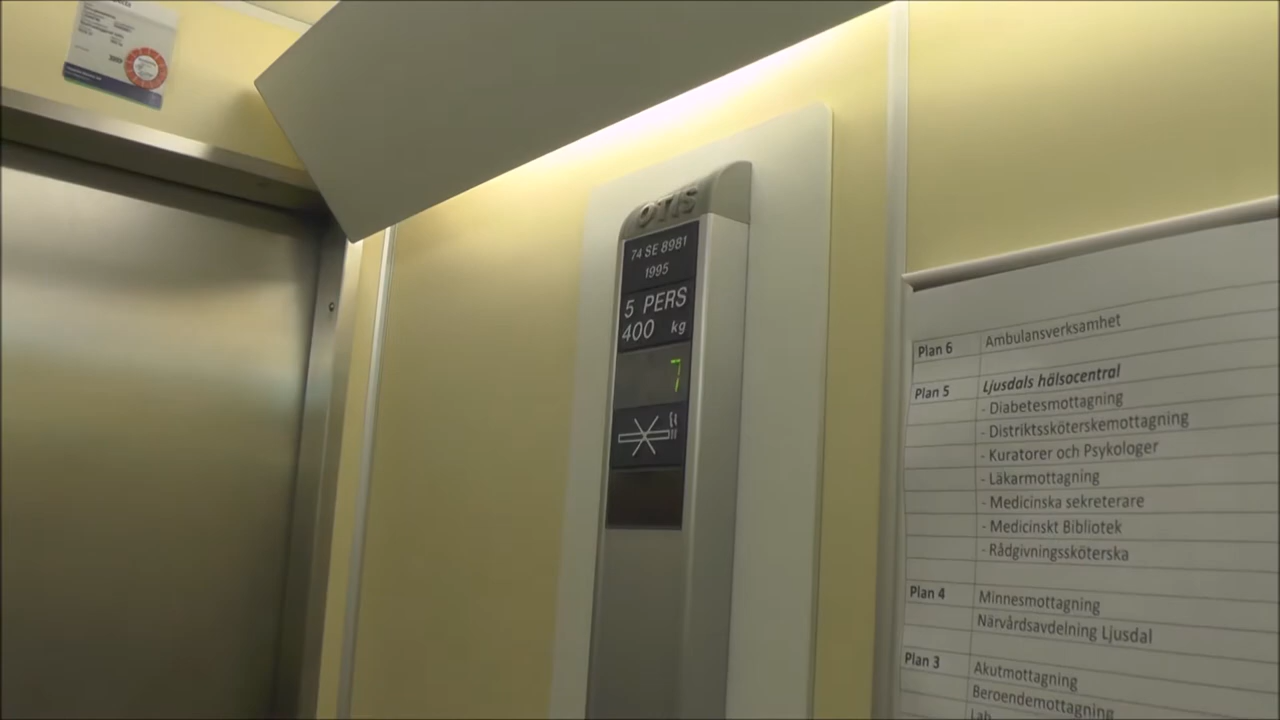 OTIS
74 SE 8981
1995
5 PERS
400 kg
7
Plan 6 Ambulansverksamhet
Plan 5 Ljusdals hälsocentral
- Diabetesmottagning
- Distriktssköterskemottagning
- Kuratorer och Psykologer
- Läkarmottagning
- Medicinska sekreterare
- Medicinskt Bibliotek
- Rådgivningssköterska
Plan 4 Minnesmottagning
Närvårdsavdelning Ljusdal
Plan 3 Akutmottagning
Beroendemottagning
Lab